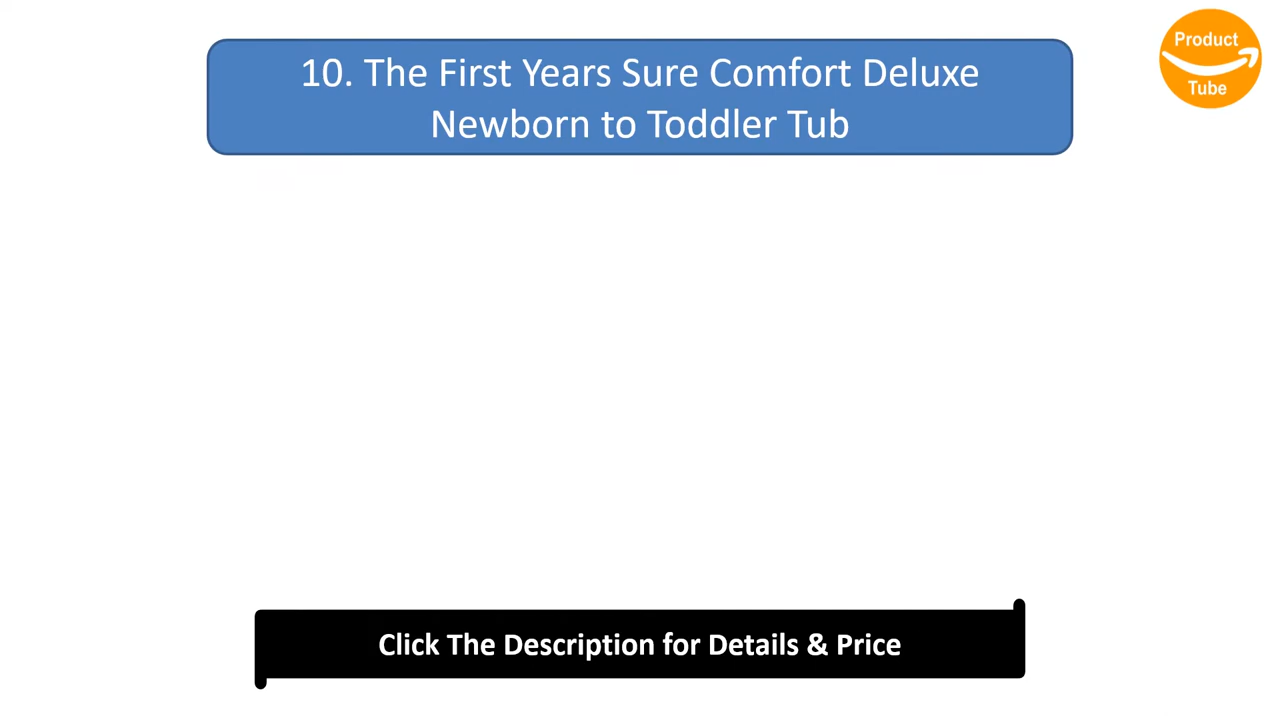 Product
Tube
10. The First Years Sure Comfort Deluxe
Newborn to Toddler Tub
Click The Description for Details & Price